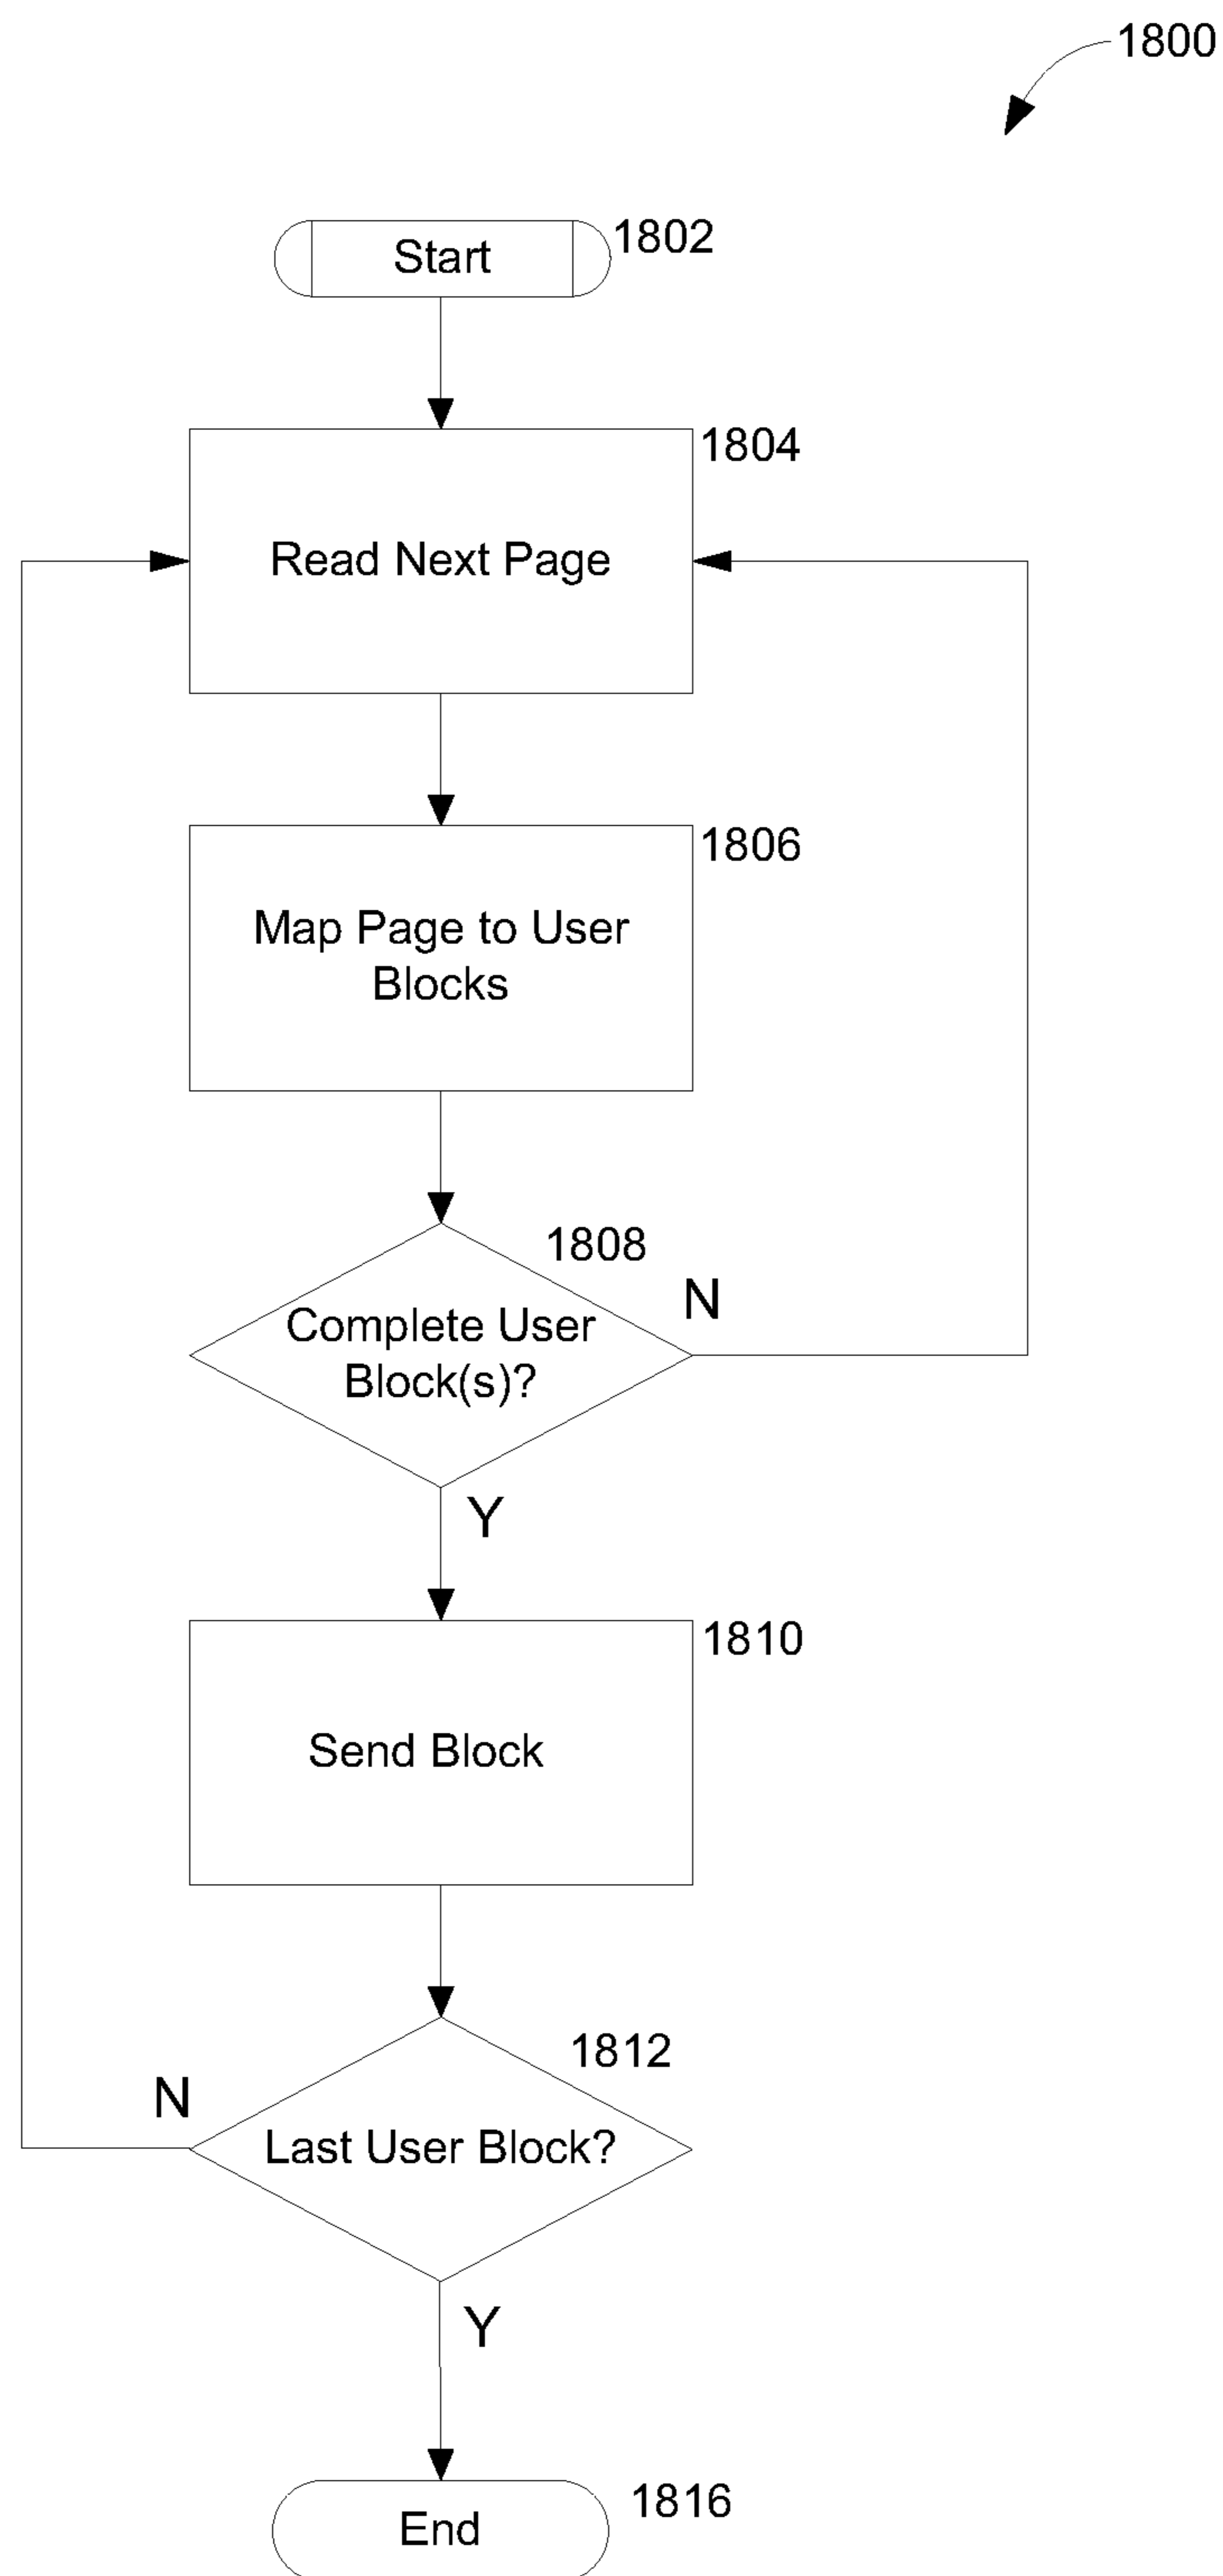 1800
Start
1802
1804
Read Next Page
1806
Map Page to User
Blocks
1808
N
Complete User
Block(s)?
Y
1810
Send Block
1812
N
Last User Block?
Y
1816
End